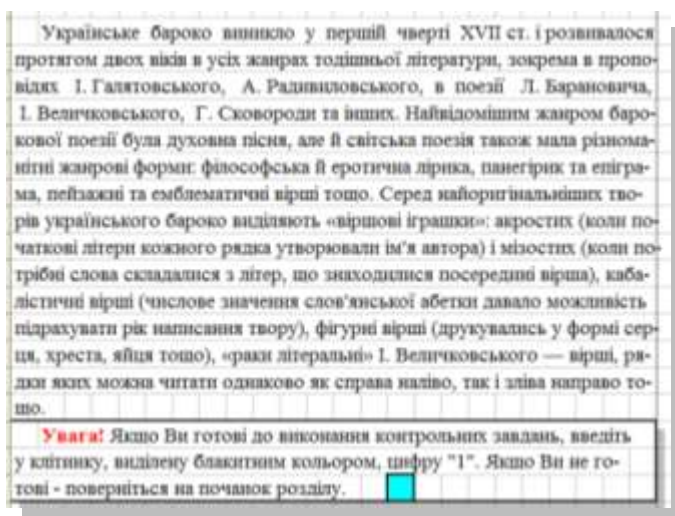 Українське бароко виникло у першій чверті XVII ст. і розвивалося
протягом двох віків в усіх жанрах тодішньої літератури, зокрема в пропо-
відях І. Галятовського, А. Радивиловського, в поезії Л. Барановича,
І. Величковського, Г. Сковороди та інших. Найвідомішим жанром баро-
кової поезії була духовна пісня, але й світська поезія також мала різнома-
нітні жанрові форми: філософська й еротична лірика, панегірик та епігра-
ма, пейзажні та емблематичні вірші тощо. Серед найоригінальніших тво-
рів українського бароко виділяють «віршові іграшки»: акростих (коли по-
чаткові літери кожного рядка утворювали ім'я автора) і мізостих (коли по-
трібні слова складалися з літер, що знаходилися посередині вірша), каба-
лістичні вірші (числове значення слов'янської абетки давало можливість
підрахувати рік написання твору), фігурні вірші (друкувались у формі сер-
ця, хреста, яйця тощо), «раки літеральні» І. Величковського — вірші, ря-
дки яких можна читати однаково як справа наліво, так і зліва направо то-
що.
Увага! Якщо Ви готові до виконання контрольних завдань, введіть
у клітинку, виділену блакитним кольором, цифру "1". Якщо Ви не го-
тові - поверніться на початок розділу.